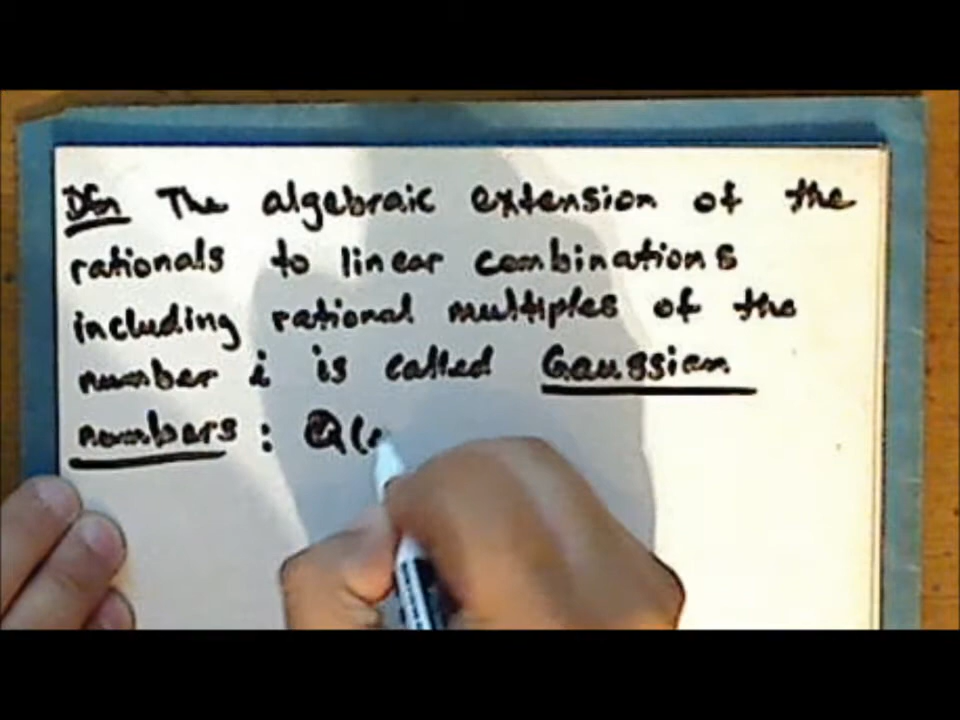 Dfn The algebraic extension of the
rationals to linear combinations
including rational multiples of the
number i is called Gaussian
numbers : Q(